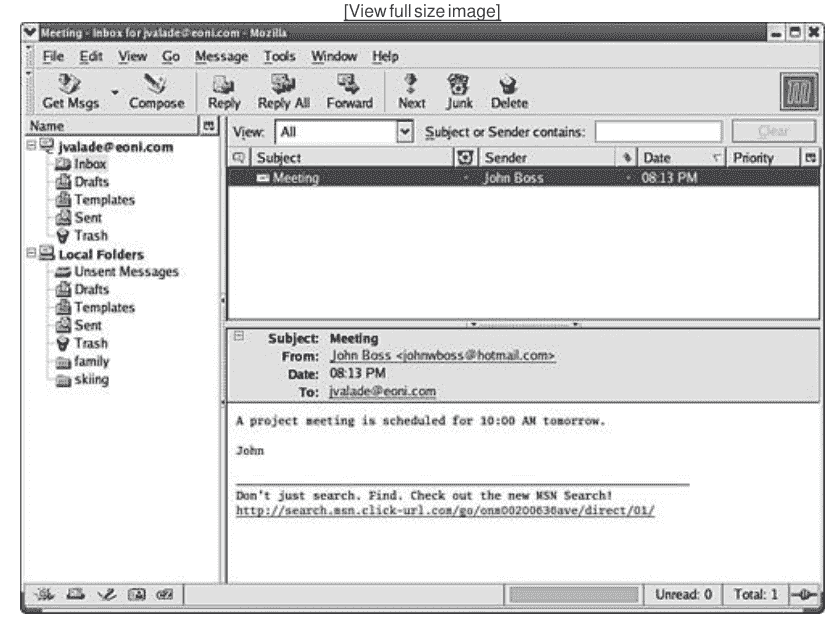 [View full size image]
Meeting - Inbox for jvalade@eoni.com - Mozilla
File Edit View Go Message Tools Window Help
Get Msgs Compose Reply Reply All Forward Next Junk Delete
Name
View: All Subject or Sender contains: Clear
Subject Sender Date Priority
Meeting John Boss 08:13 PM
jvalade@eoni.com
Inbox
Drafts
Templates
Sent
Trash
Local Folders
Unsent Messages
Drafts
Templates
Sent
Trash
family
skiing
Subject: Meeting
From: John Boss <johnwboss@hotmail.com>
Date: 08:13 PM
To: jvalade@eoni.com
A project meeting is scheduled for 10:00 AM tomorrow.
John
Don't just search. Find. Check out the new MSN Search!
http://search.msn.click-url.com/go/onm00200636ave/direct/01/
Unread: 0 Total: 1